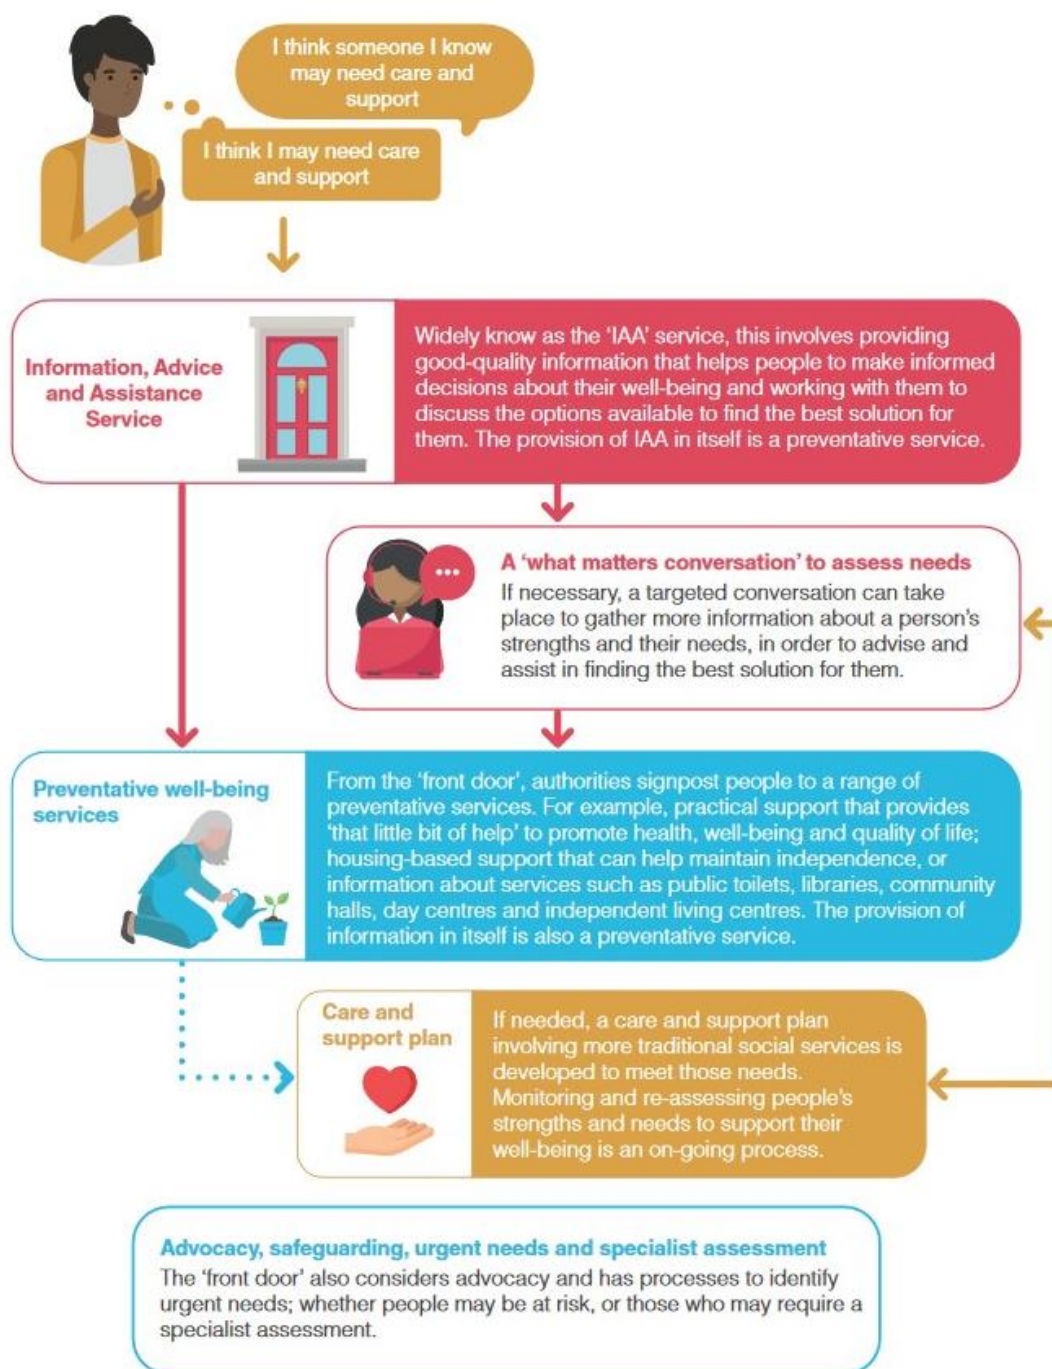 I think someone I know
may need care and
support
I think I may need care
and support
Information, Advice
and Assistance
Service
Widely know as the ‘IAA’ service, this involves providing
good-quality information that helps people to make informed
decisions about their well-being and working with them to
discuss the options available to find the best solution for
them. The provision of IAA in itself is a preventative service.
A ‘what matters conversation’ to assess needs
If necessary, a targeted conversation can take
place to gather more information about a person’s
strengths and their needs, in order to advise and
assist in finding the best solution for them.
Preventative well-being
services
From the ‘front door’, authorities signpost people to a range of
preventative services. For example, practical support that provides
‘that little bit of help’ to promote health, well-being and quality of life;
housing-based support that can help maintain independence, or
information about services such as public toilets, libraries, community
halls, day centres and independent living centres. The provision of
information in itself is also a preventative service.
Care and
support plan
If needed, a care and support plan
involving more traditional social services is
developed to meet those needs.
Monitoring and re-assessing people’s
strengths and needs to support their
well-being is an on-going process.
Advocacy, safeguarding, urgent needs and specialist assessment
The ‘front door’ also considers advocacy and has processes to identify
urgent needs; whether people may be at risk, or those who may require a
specialist assessment.